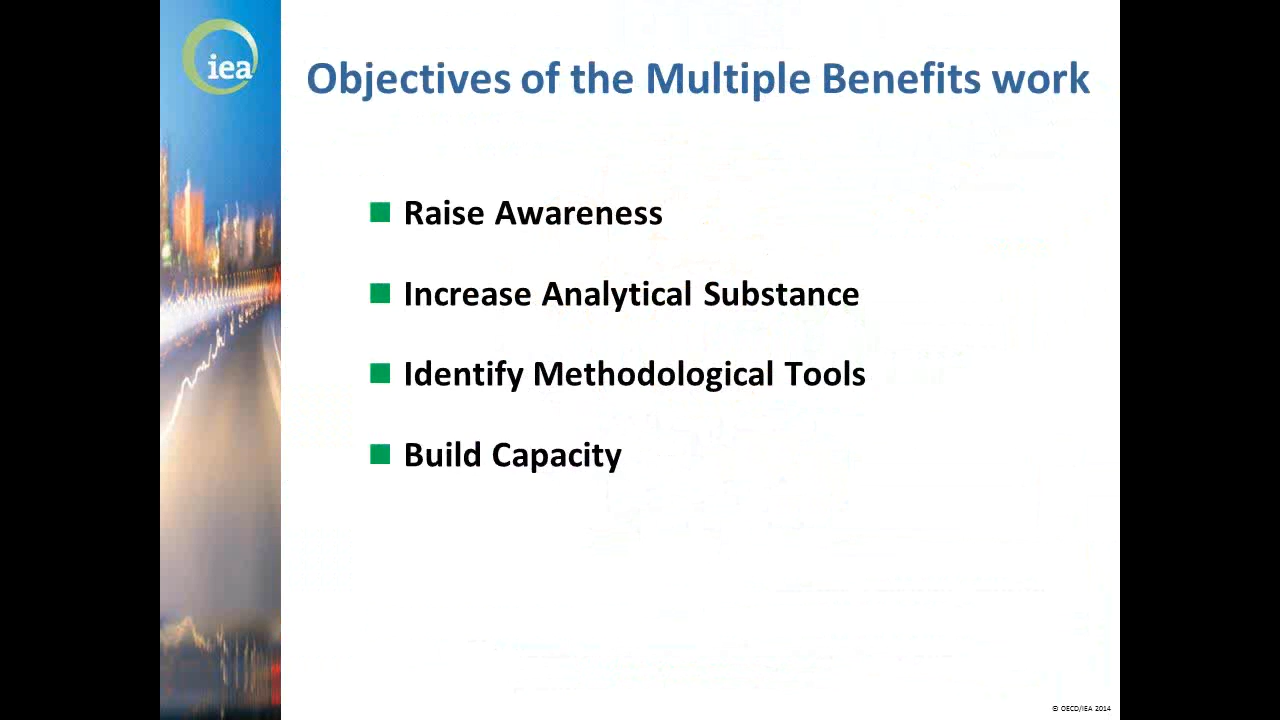 iea
Objectives of the Multiple Benefits work
Raise Awareness
Increase Analytical Substance
Identify Methodological Tools
Build Capacity
© OECD/IEA 2014